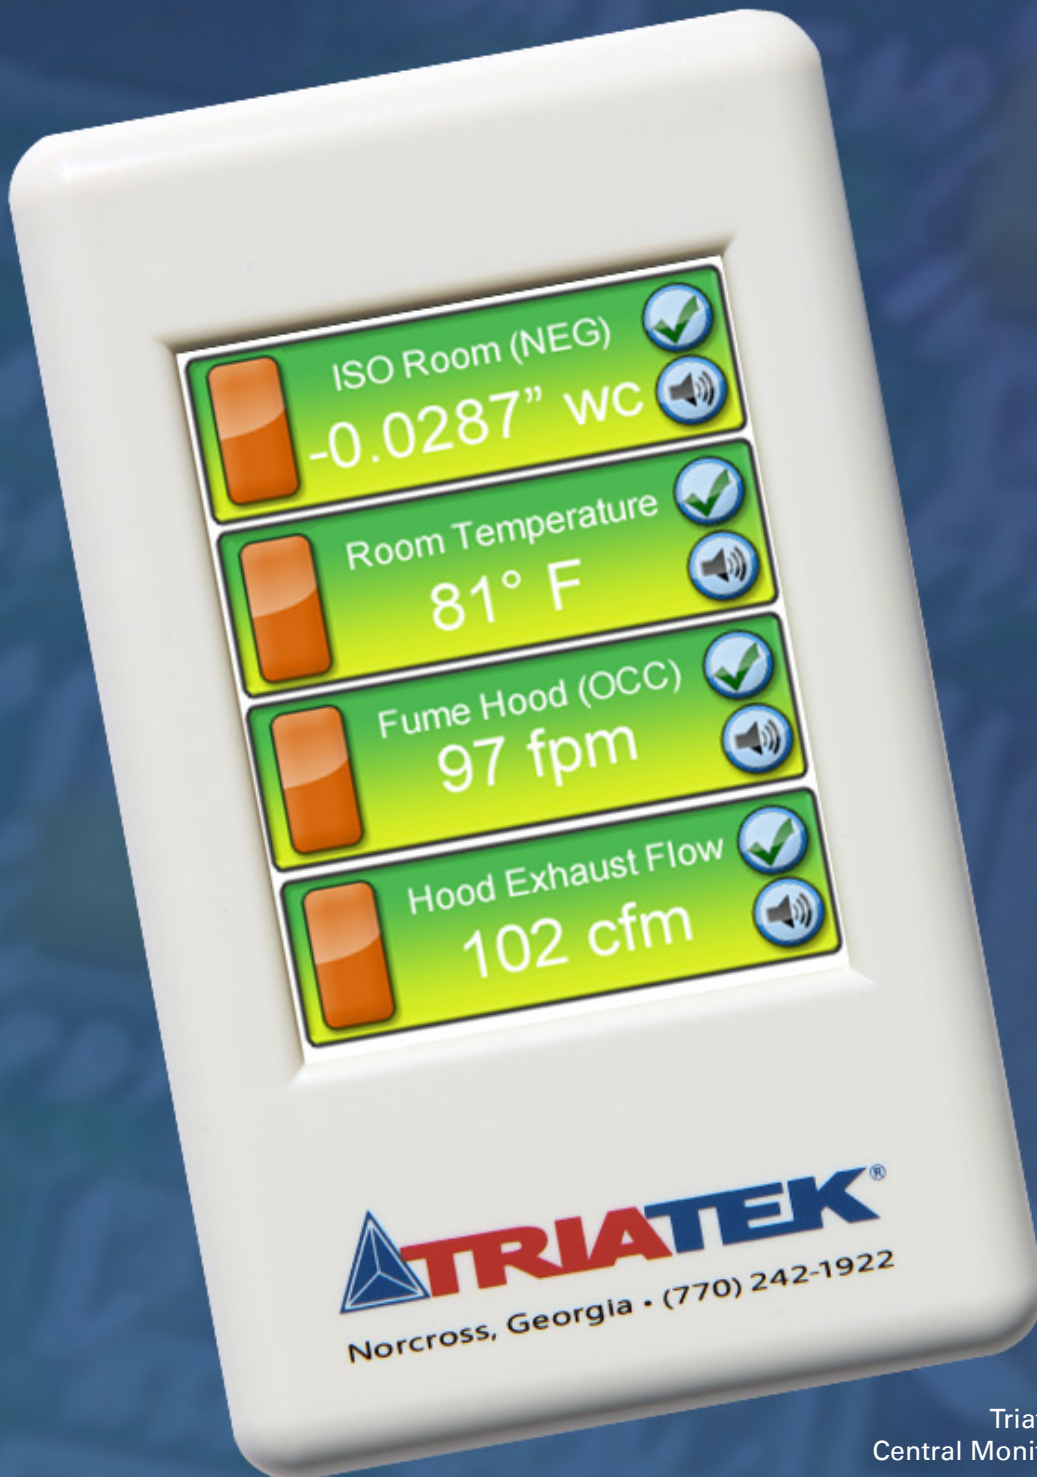 ISO Room (NEG)
-0.0287” WC
Room Temperature
81° F
Fume Hood (OCC)
97 fpm
Hood Exhaust Flow
102 cfm
TRIATEK®
Norcross, Georgia • (770) 242-1922
Central